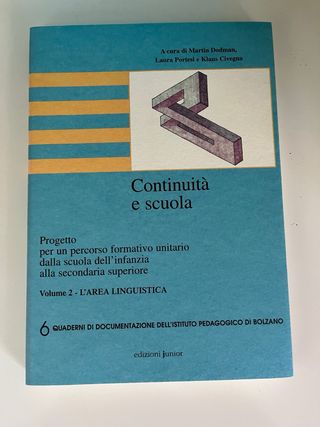 A cura di Martin Dodman,
Laura Portesi e Klaus Civegna
Continuità
e scuola
Progetto
per un percorso formativo unitario
dalla scuola dell'infanzia
alla secondaria superiore
Volume 2 - L'AREA LINGUISTICA
6 QUADERNI DI DOCUMENTAZIONE DELL'ISTITUTO PEDAGOGICO DI BOLZANO
edizioni junior